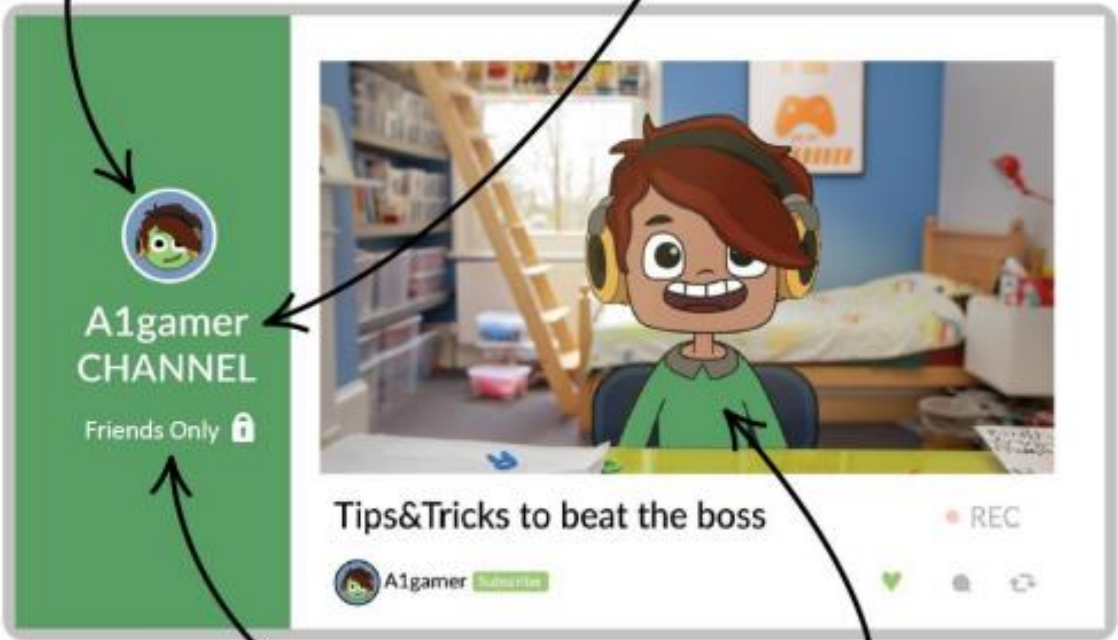 A1gamer
CHANNEL
Friends Only
Tips&Tricks to beat the boss
REC
A1gamer Subscribe